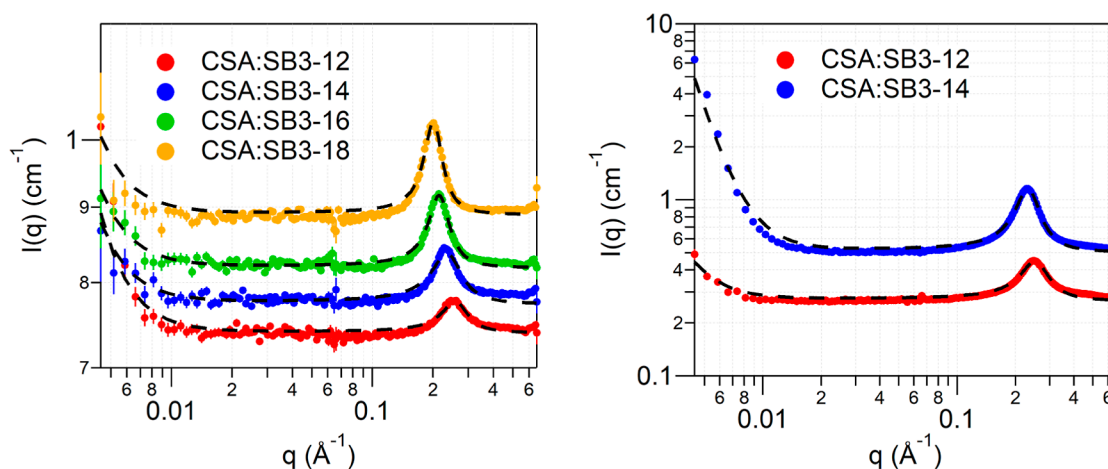 CSA:SB3-12
CSA:SB3-14
CSA:SB3-16
CSA:SB3-18
I(q) (cm⁻¹)
1
9
8
7
6 8 2 4 6 8 2 4 6
0.01 0.1
q (Å⁻¹)
CSA:SB3-12
CSA:SB3-14
I(q) (cm⁻¹)
10
8
6
4
2
1
8
6
4
2
0.1
6 8 2 4 6 8 2 4 6
0.01 0.1
q (Å⁻¹)